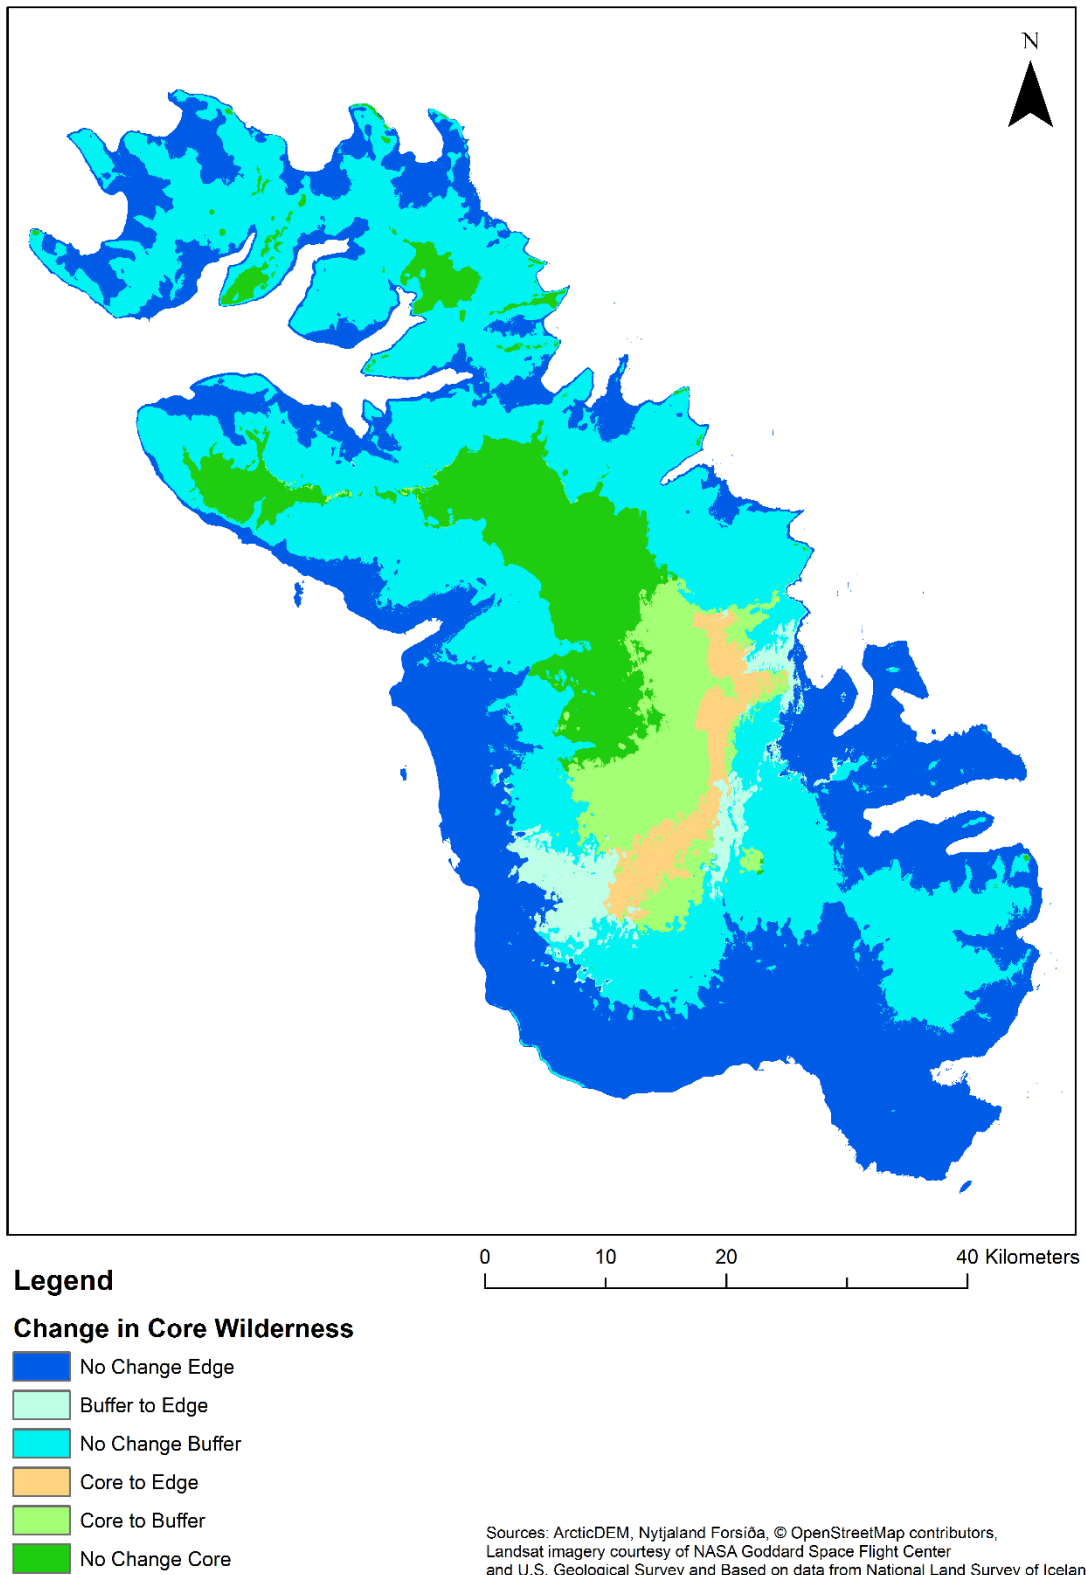 N
0 10 20 40 Kilometers
Legend
Change in Core Wilderness
No Change Edge
Buffer to Edge
No Change Buffer
Core to Edge
Core to Buffer
No Change Core
Sources: ArcticDEM, Nytjaland Forsíða, © OpenStreetMap contributors,
Landsat imagery courtesy of NASA Goddard Space Flight Center
and U.S. Geological Survey and Based on data from National Land Survey of Icelan